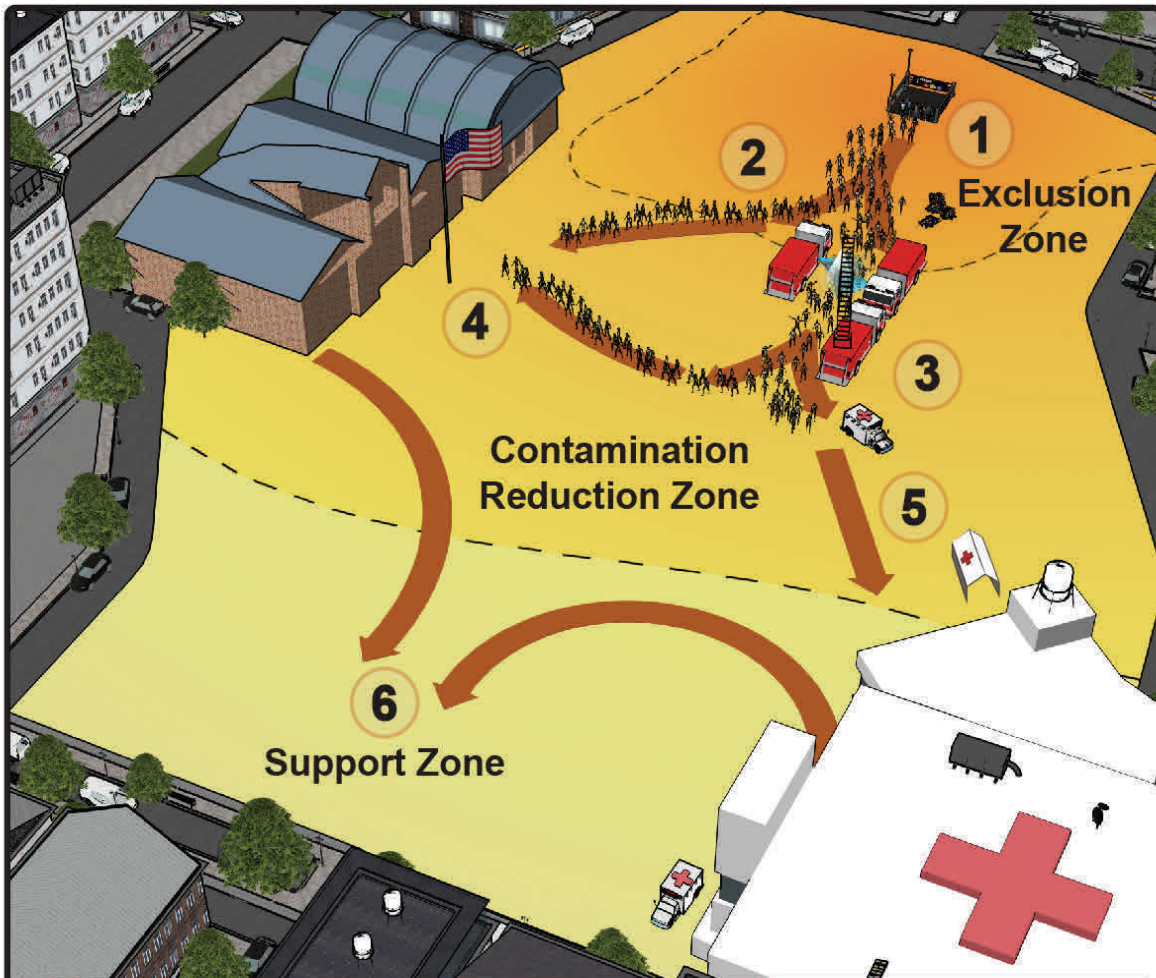 1
2
Exclusion
Zone
4
3
Contamination
Reduction Zone
5
6
Support Zone